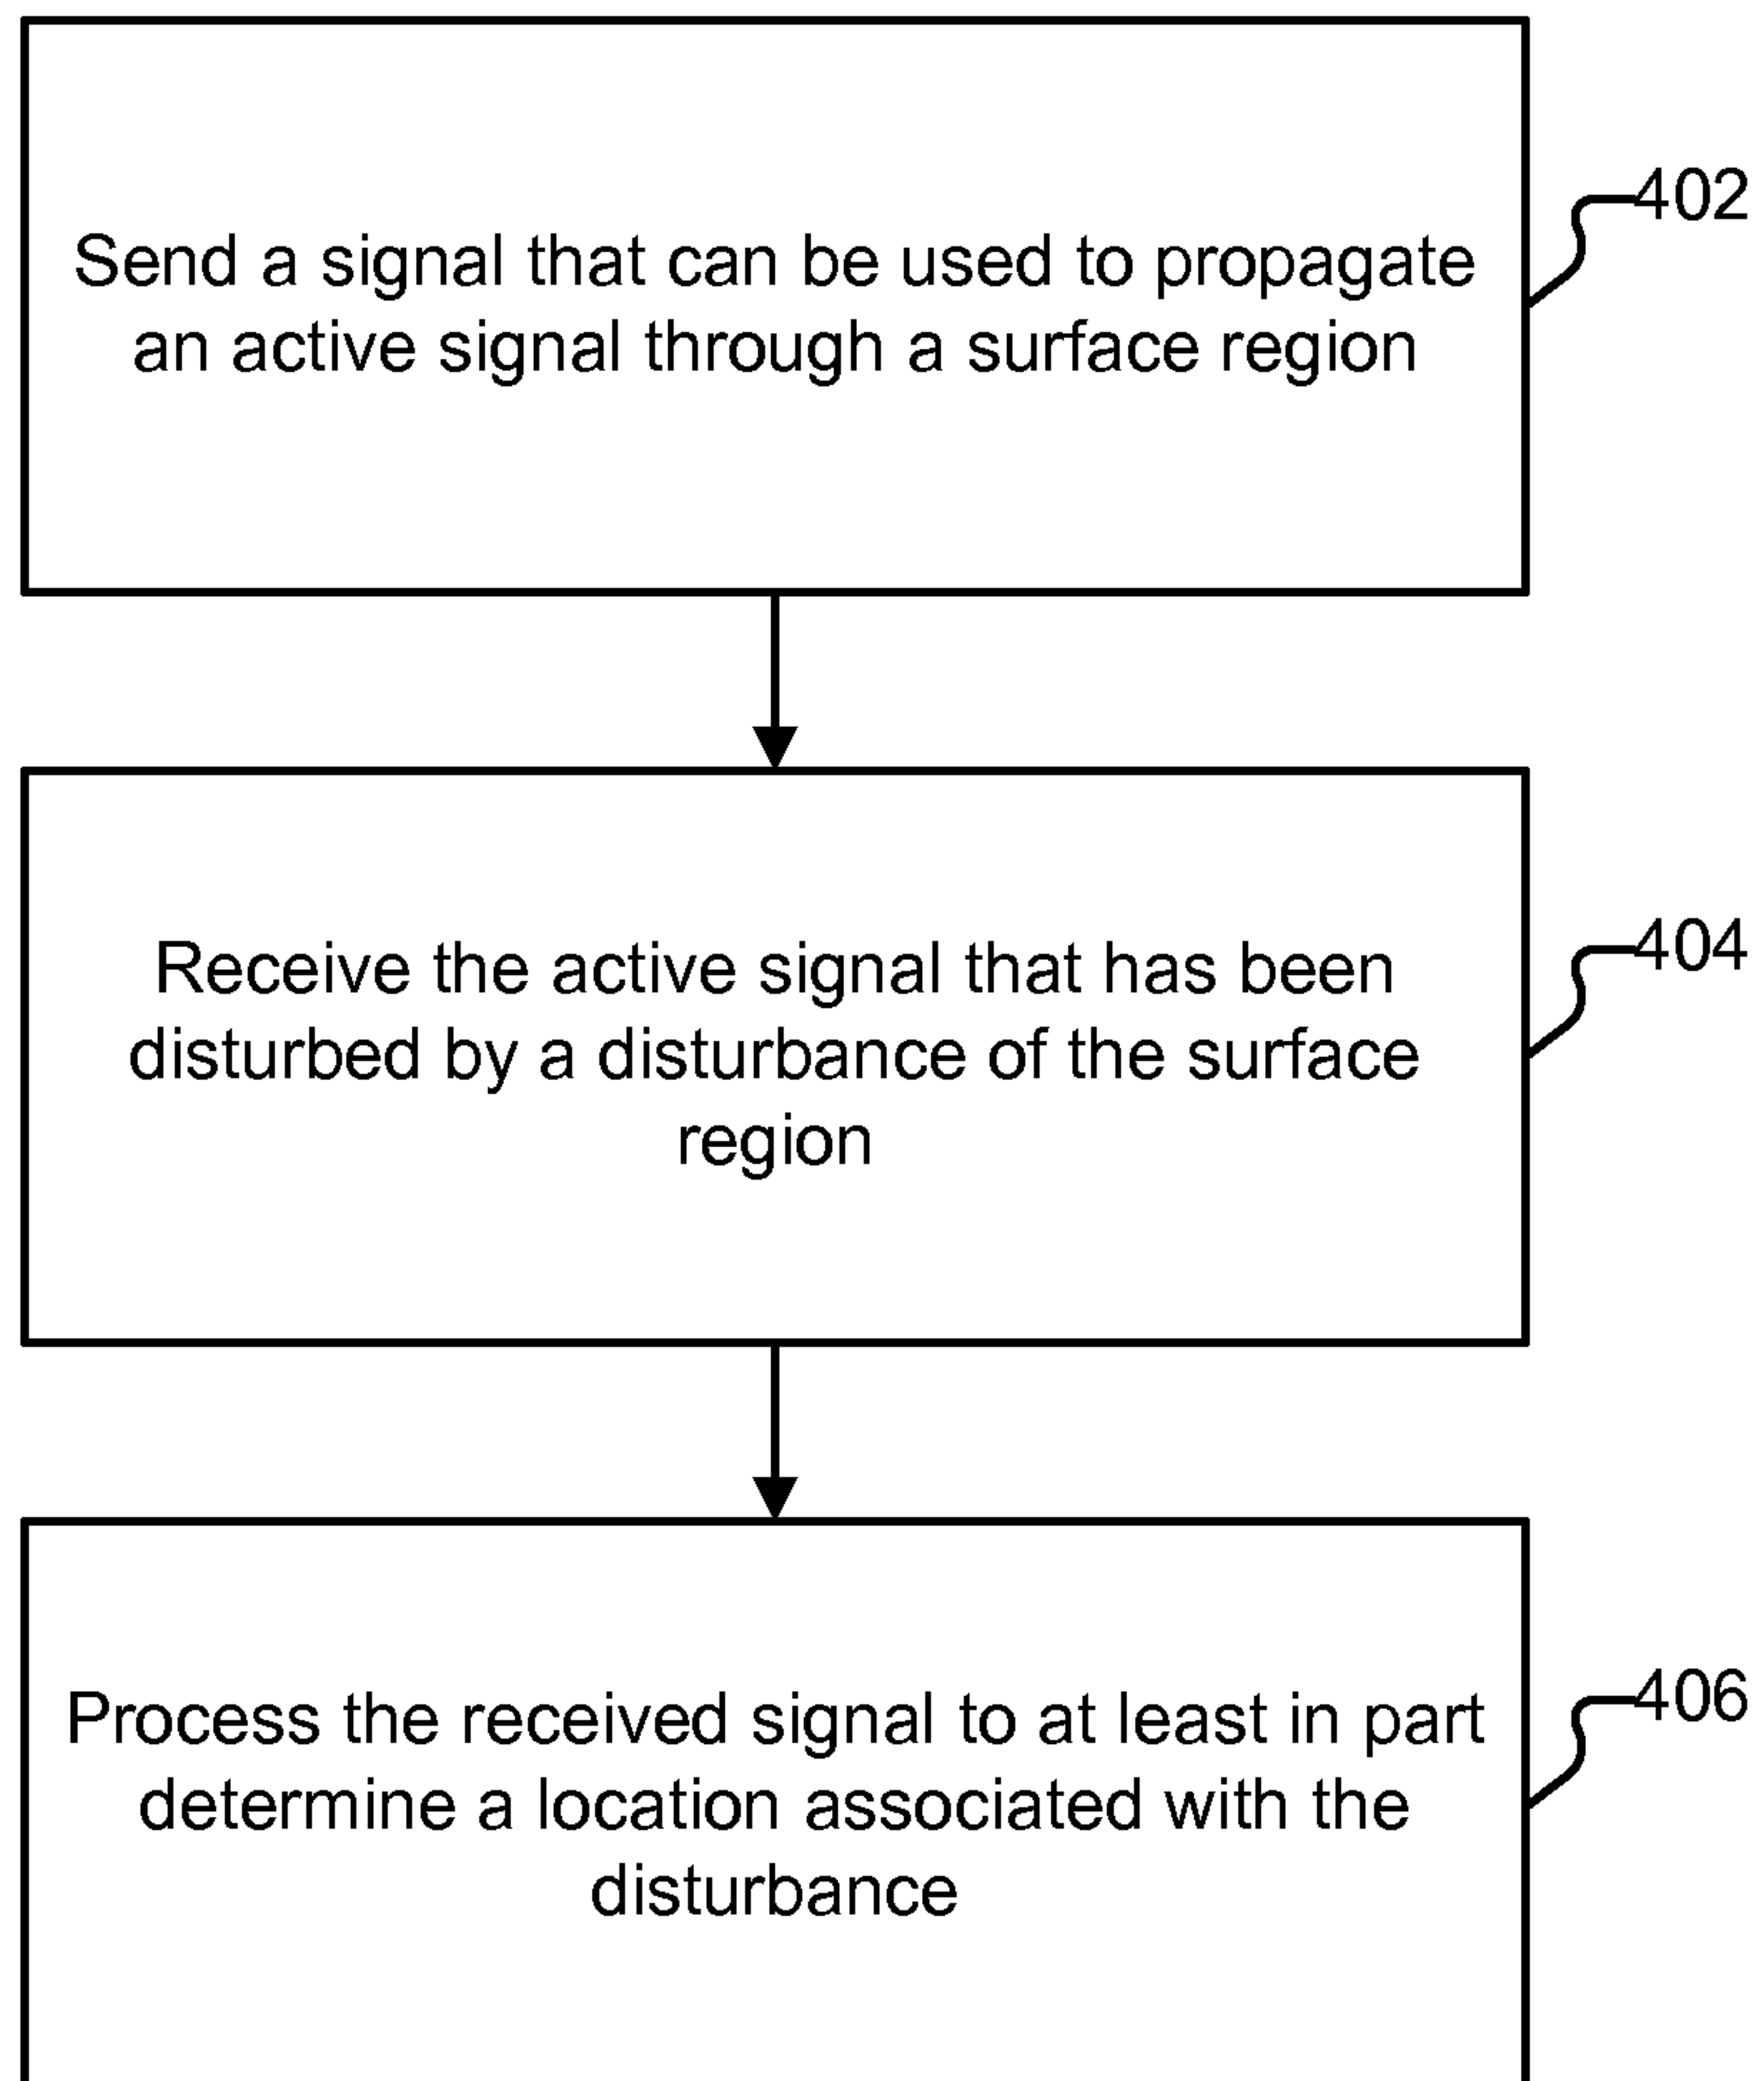 Send a signal that can be used to propagate
an active signal through a surface region
402
Receive the active signal that has been
disturbed by a disturbance of the surface
region
404
Process the received signal to at least in part
determine a location associated with the
disturbance
406